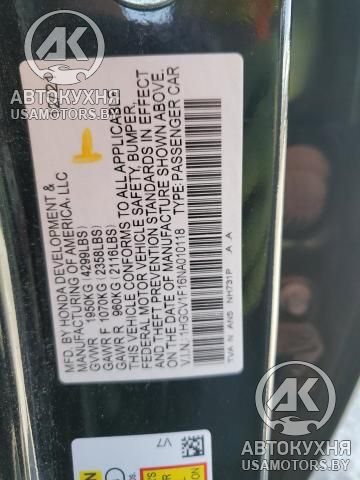 MFD. BY HONDA DEVELOPMENT &
MANUFACTURING OF AMERICA, LLC
GVWR 1950KG (4299LBS)
GAWR F 1070KG (2358LBS)
GAWR R 960KG (2116LBS)
THIS VEHICLE CONFORMS TO ALL APPLICABLE
FEDERAL MOTOR VEHICLE SAFETY, BUMPER,
AND THEFT PREVENTION STANDARDS IN EFFECT
ON THE DATE OF MANUFACTURE SHOWN ABOVE.
V.I.N.: 1HGCV1F16NA010118
TYPE: PASSENGER CAR
TVA N AN5 NH731P A A
V7
АВТОКУХНЯ
USAMOTORS.BY
АВТОКУХНЯ
USAMOTORS.BY